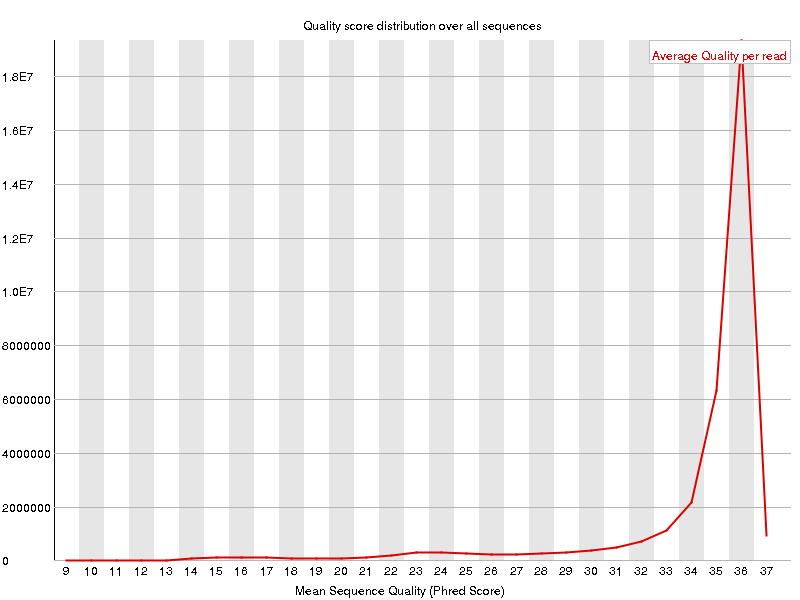 Quality score distribution over all sequences
Average Quality per read
1.8E7
1.6E7
1.4E7
1.2E7
1.0E7
8000000
6000000
4000000
2000000
0
9 10 11 12 13 14 15 16 17 18 19 20 21 22 23 24 25 26 27 28 29 30 31 32 33 34 35 36 37
Mean Sequence Quality (Phred Score)